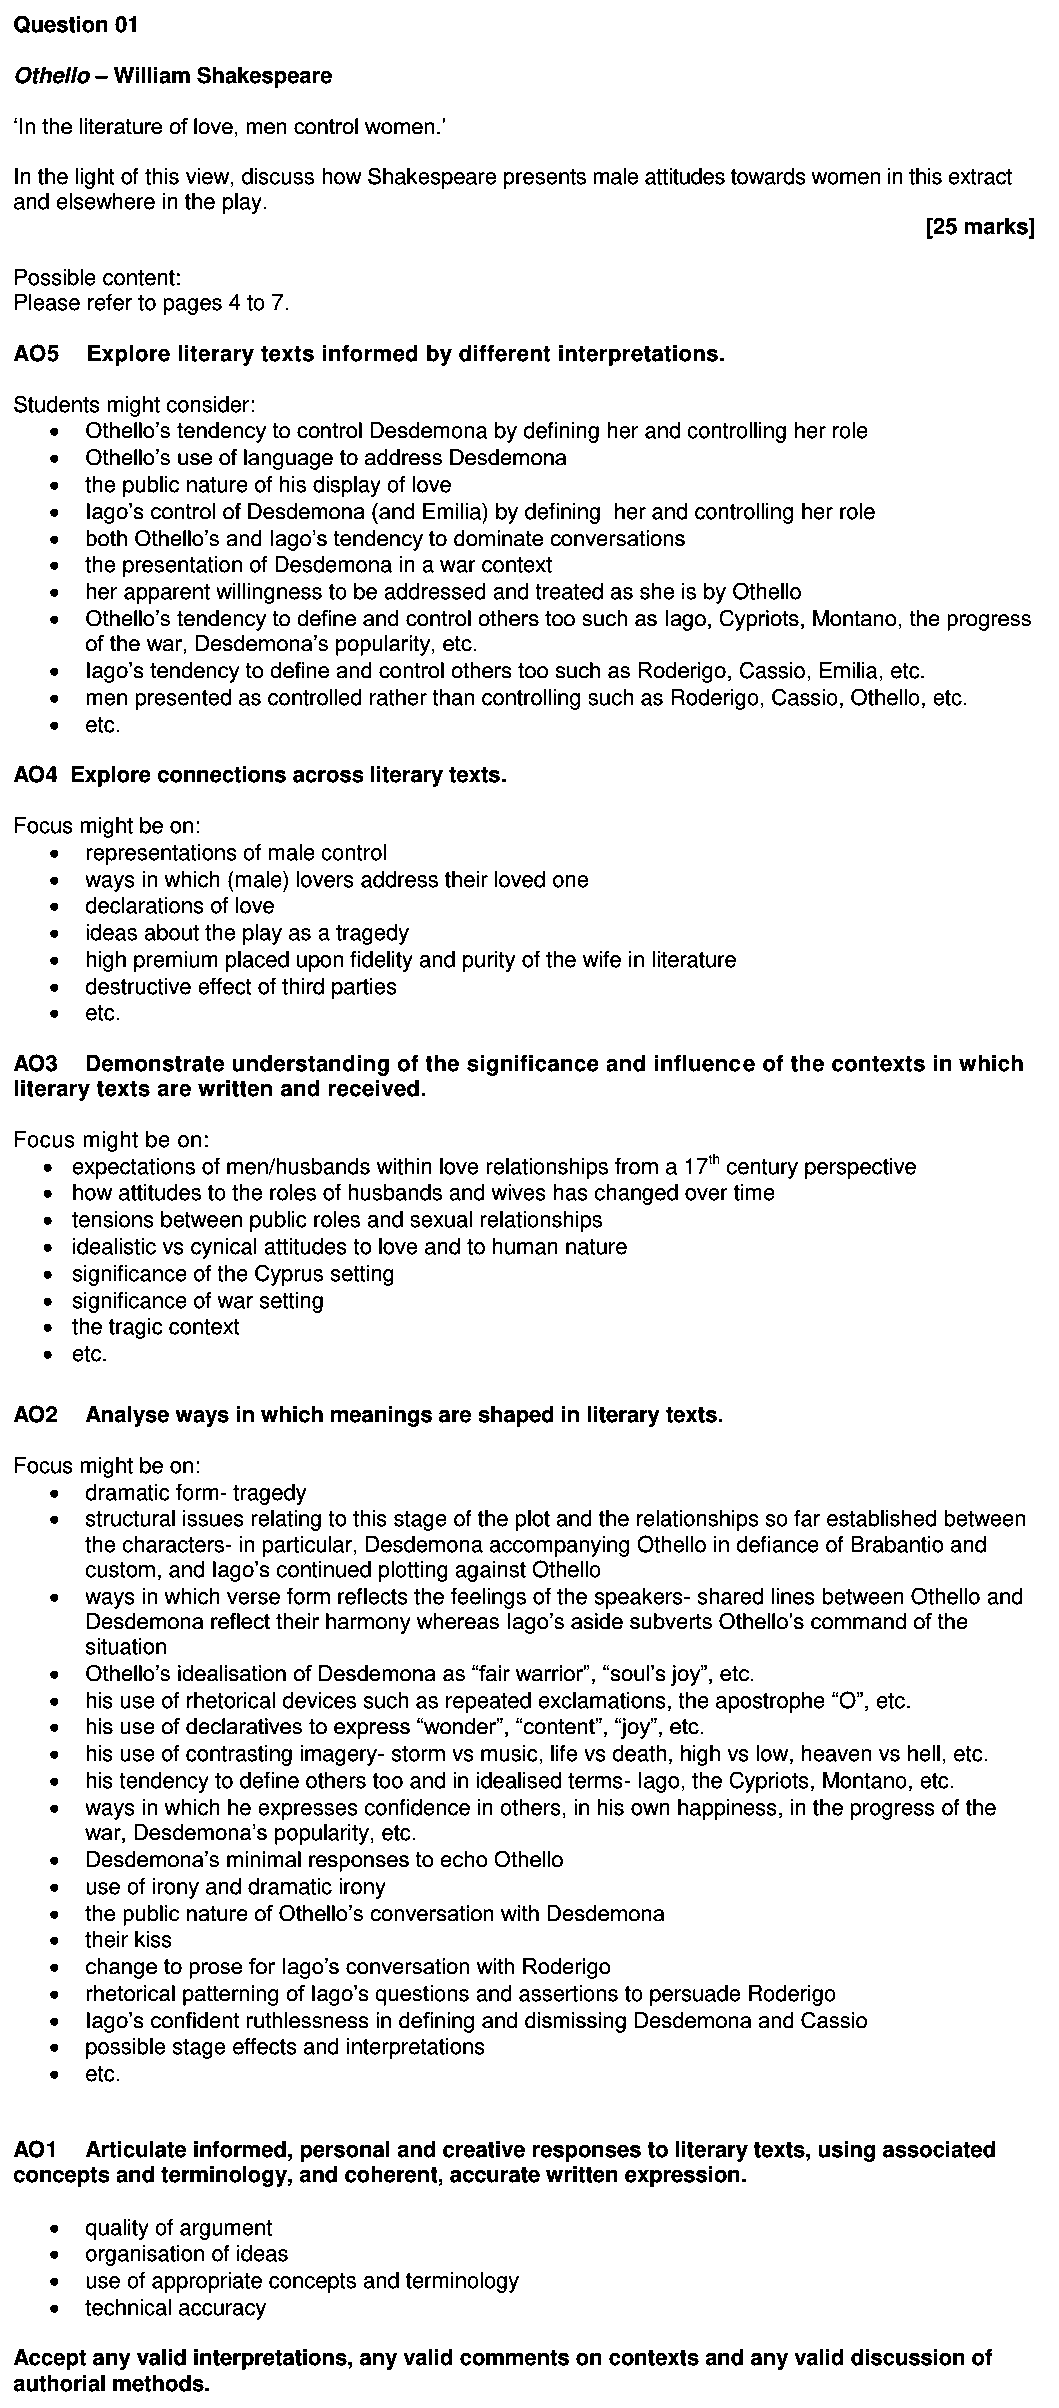 Question 01
Othello – William Shakespeare
‘In the literature of love, men control women.’
In the light of this view, discuss how Shakespeare presents male attitudes towards women in this extract
and elsewhere in the play.
[25 marks]
Possible content:
Please refer to pages 4 to 7.
AO5 Explore literary texts informed by different interpretations.
Students might consider:
• Othello’s tendency to control Desdemona by defining her and controlling her role
• Othello’s use of language to address Desdemona
• the public nature of his display of love
• Iago’s control of Desdemona (and Emilia) by defining her and controlling her role
• both Othello’s and Iago’s tendency to dominate conversations
• the presentation of Desdemona in a war context
• her apparent willingness to be addressed and treated as she is by Othello
• Othello’s tendency to define and control others too such as Iago, Cypriots, Montano, the progress
of the war, Desdemona’s popularity, etc.
• Iago’s tendency to define and control others too such as Roderigo, Cassio, Emilia, etc.
• men presented as controlled rather than controlling such as Roderigo, Cassio, Othello, etc.
• etc.
AO4 Explore connections across literary texts.
Focus might be on:
• representations of male control
• ways in which (male) lovers address their loved one
• declarations of love
• ideas about the play as a tragedy
• high premium placed upon fidelity and purity of the wife in literature
• destructive effect of third parties
• etc.
AO3 Demonstrate understanding of the significance and influence of the contexts in which
literary texts are written and received.
Focus might be on:
• expectations of men/husbands within love relationships from a 17th century perspective
• how attitudes to the roles of husbands and wives has changed over time
• tensions between public roles and sexual relationships
• idealistic vs cynical attitudes to love and to human nature
• significance of the Cyprus setting
• significance of war setting
• the tragic context
• etc.
AO2 Analyse ways in which meanings are shaped in literary texts.
Focus might be on:
• dramatic form- tragedy
• structural issues relating to this stage of the plot and the relationships so far established between
the characters- in particular, Desdemona accompanying Othello in defiance of Brabantio and
custom, and Iago’s continued plotting against Othello
• ways in which verse form reflects the feelings of the speakers- shared lines between Othello and
Desdemona reflect their harmony whereas Iago’s aside subverts Othello’s command of the
situation
• Othello’s idealisation of Desdemona as “fair warrior”, “soul’s joy”, etc.
• his use of rhetorical devices such as repeated exclamations, the apostrophe “O”, etc.
• his use of declaratives to express “wonder”, “content”, “joy”, etc.
• his use of contrasting imagery- storm vs music, life vs death, high vs low, heaven vs hell, etc.
• his tendency to define others too and in idealised terms- Iago, the Cypriots, Montano, etc.
• ways in which he expresses confidence in others, in his own happiness, in the progress of the
war, Desdemona’s popularity, etc.
• Desdemona’s minimal responses to echo Othello
• use of irony and dramatic irony
• the public nature of Othello’s conversation with Desdemona
• their kiss
• change to prose for Iago’s conversation with Roderigo
• rhetorical patterning of Iago’s questions and assertions to persuade Roderigo
• Iago’s confident ruthlessness in defining and dismissing Desdemona and Cassio
• possible stage effects and interpretations
• etc.
AO1 Articulate informed, personal and creative responses to literary texts, using associated
concepts and terminology, and coherent, accurate written expression.
• quality of argument
• organisation of ideas
• use of appropriate concepts and terminology
• technical accuracy
Accept any valid interpretations, any valid comments on contexts and any valid discussion of
authorial methods.